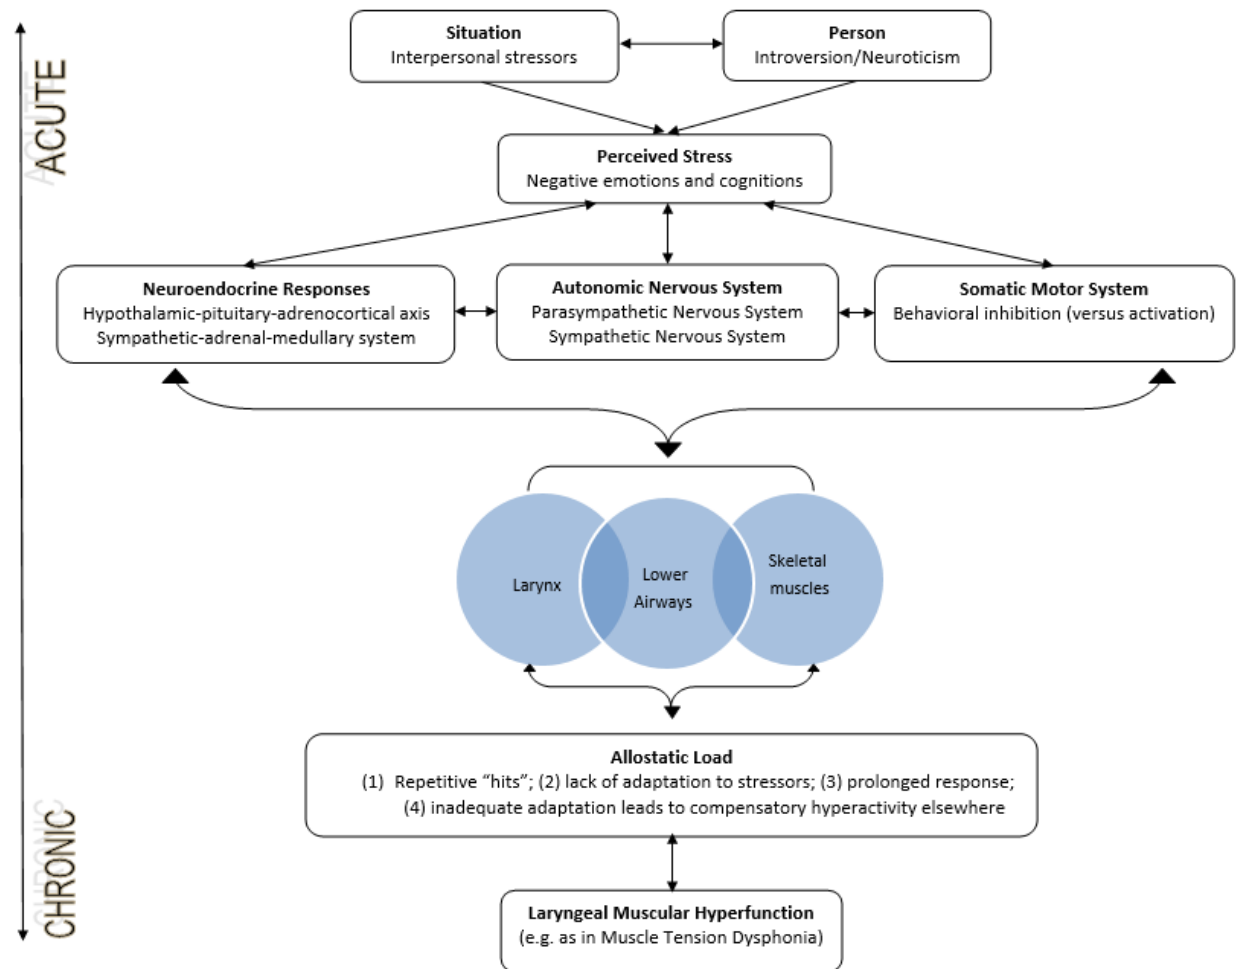 ACUTE
Situation
Interpersonal stressors
Person
Introversion/Neuroticism
Perceived Stress
Negative emotions and cognitions
Neuroendocrine Responses
Hypothalamic-pituitary-adrenocortical axis
Sympathetic-adrenal-medullary system
Autonomic Nervous System
Parasympathetic Nervous System
Sympathetic Nervous System
Somatic Motor System
Behavioral inhibition (versus activation)
Larynx
Lower
Airways
Skeletal
muscles
Allostatic Load
(1) Repetitive “hits”; (2) lack of adaptation to stressors; (3) prolonged response;
(4) inadequate adaptation leads to compensatory hyperactivity elsewhere
CHRONIC
Laryngeal Muscular Hyperfunction
(e.g. as in Muscle Tension Dysphonia)